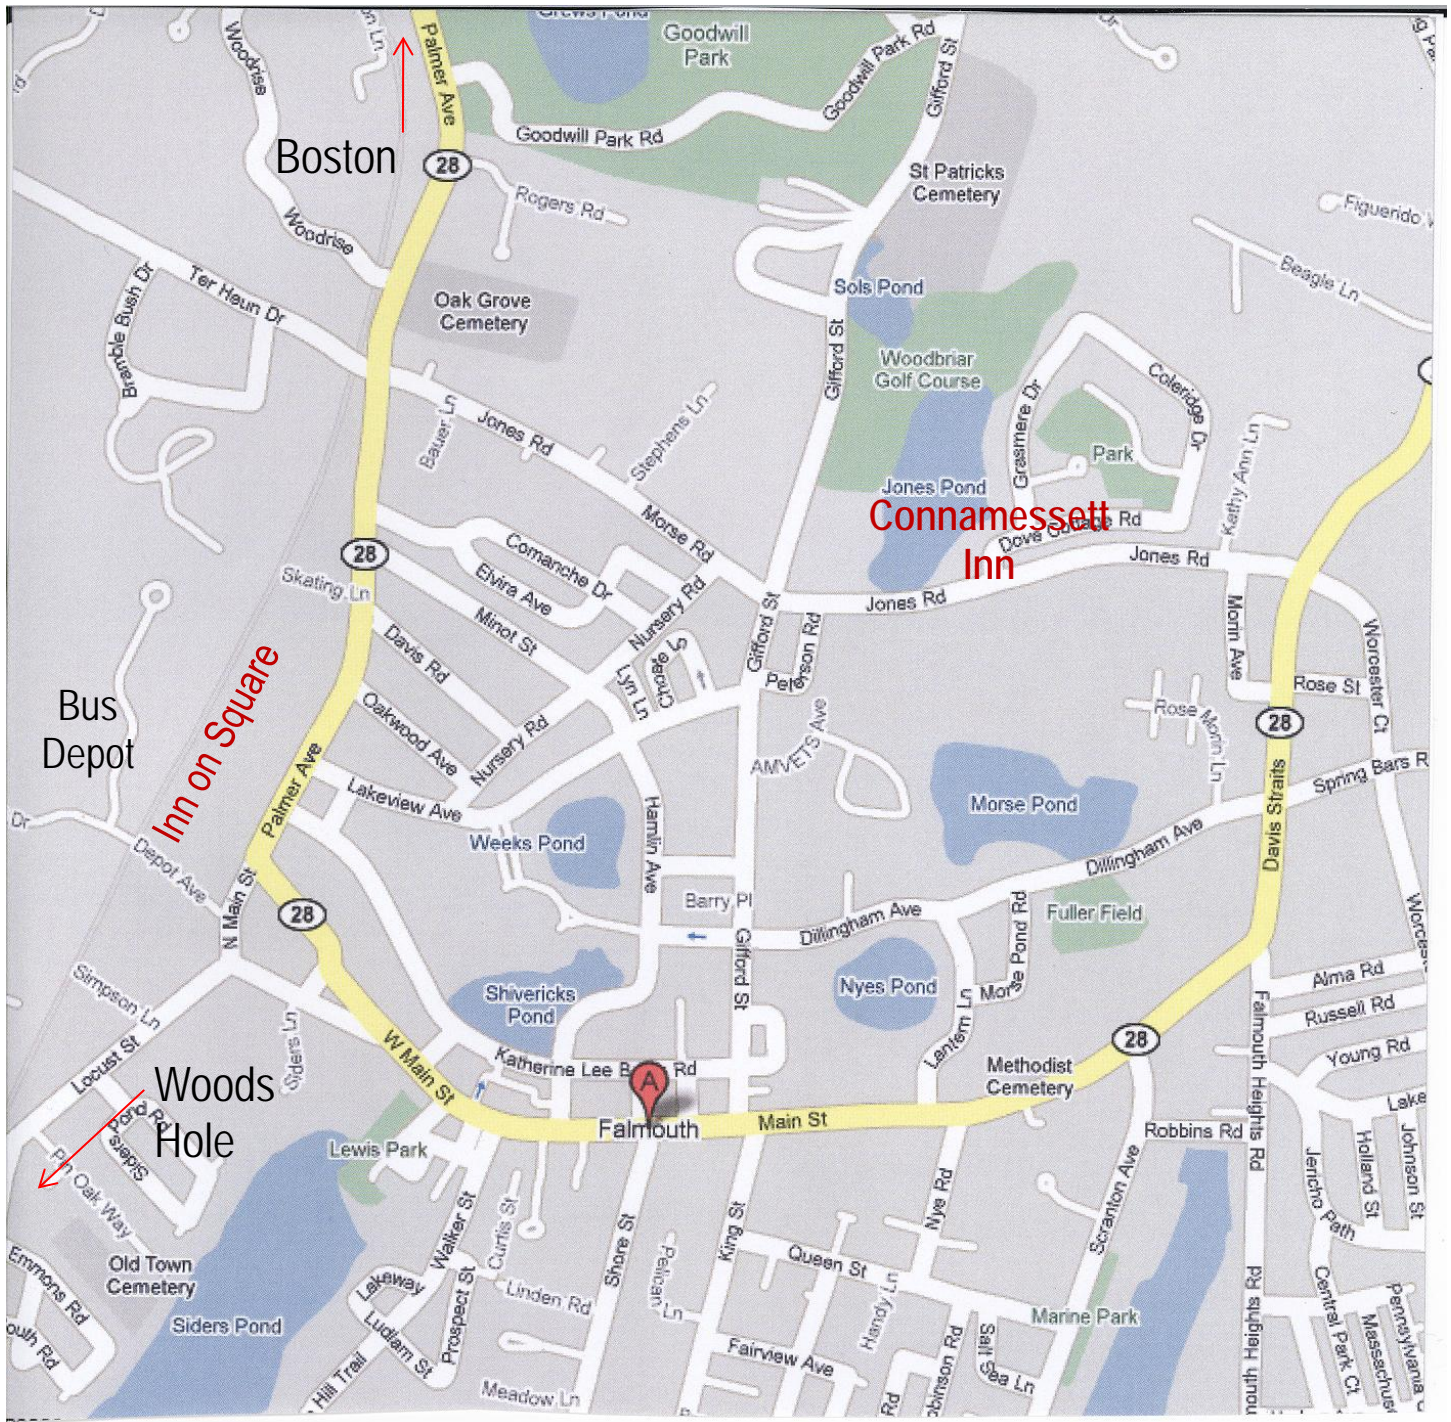 Palmer Ave
Woodrise
Goodwill
Park
Goodwill Park Rd
Gifford St
Boston
28
Goodwill Park Rd
St Patricks
Cemetery
Rogers Rd
Woodrise
Figuerido
Beagle Ln
Ter Heun Dr
Bramble Bush Dr
Oak Grove
Cemetery
Sols Pond
Gifford St
Woodbriar
Golf Course
Coleridge Dr
Grasmere Dr
Park
Bauer Ln
Jones Rd
Stephens Ln
Kathy Ann Ln
Jones Pond
Connamessett
Inn
Morse Rd
Jones Rd
28
Skating Ln
Comanche Dr
Elvira Ave
Minot St
Nursery Rd
Jones Rd
Morin Ave
Worcester Ct
Davis Rd
Gifford St
Peterson Rd
Chase St
Lyn Ln
Rose St
Bus
Depot
Inn on Square
Oakwood Ave
Nursery Rd
AMVETS Ave
Rose Morin Ln
28
Palmer Ave
Lakeview Ave
Spring Bars R
Morse Pond
Dr
Depot Ave
Weeks Pond
Hamlin Ave
Dillingham Ave
Davis Straits
N Main St
28
Barry Pl
Dillingham Ave
Morse Pond Rd
Fuller Field
Gifford St
Simpson Ln
Shivericks
Pond
Nyes Pond
Alma Rd
Russell Rd
Siders Ln
Locust St
W Main St
Lantern Ln
Young Rd
28
Falmouth Heights Rd
Methodist
Cemetery
Woods
Hole
Siders
Pond Rd
A
Falmouth
Main St
Lake
Lewis Park
Robbins Rd
Holland St
Johnson St
Pin Oak Way
Walker St
Curtis St
Shore St
King St
Nye Rd
Scranton Ave
Jericho Path
Old Town
Cemetery
Emmons Rd
Lakeway
Linden Rd
Pelican Ln
Queen St
Handy Ln
Marine Park
Siders Pond
Ludlam St
Prospect St
Central Park Ct
Pennsylvania
Fairview Ave
Salt Sea Ln
Hill Trail
Meadow Ln
Rd